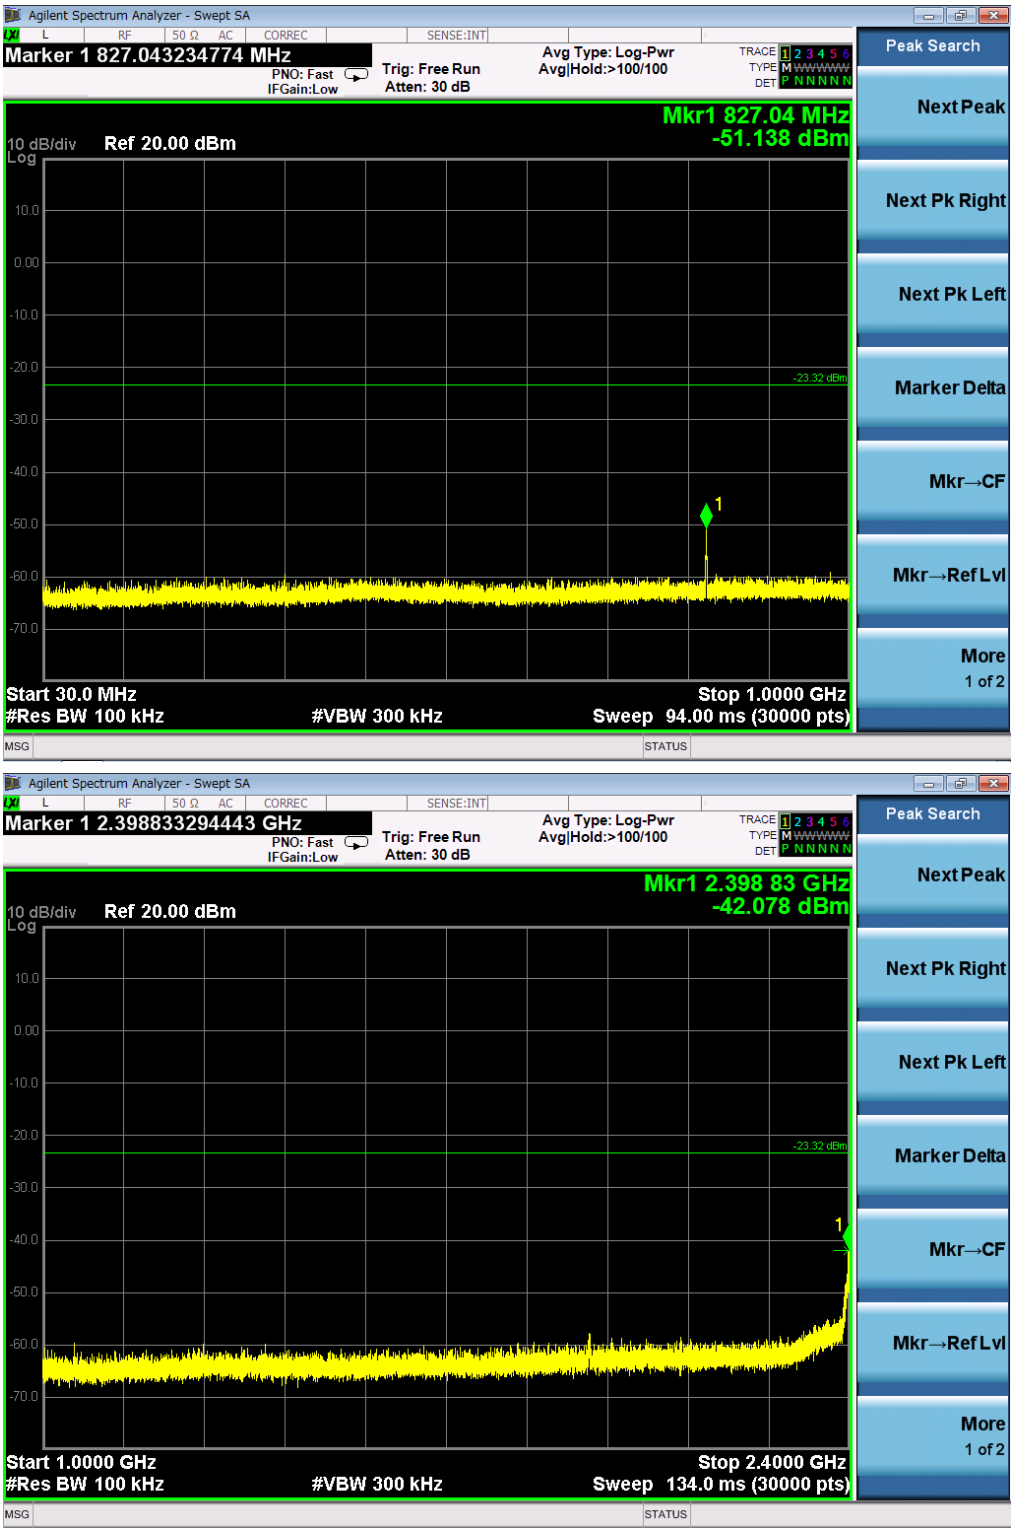 Agilent Spectrum Analyzer - Swept SA
LXI L RF 50 Ω AC CORREC SENSE:INT
Marker 1 827.043234774 MHz
PNO: Fast
IFGain:Low
Trig: Free Run
Atten: 30 dB
Avg Type: Log-Pwr
Avg|Hold:>100/100
TRACE 1 2 3 4 5 6
TYPE M WWWWW
DET P N N N N N
Mkr1 827.04 MHz
-51.138 dBm
10 dB/div Ref 20.00 dBm
Log
10.0
0.00
-10.0
-20.0
-23.32 dBm
-30.0
-40.0
1
-50.0
-60.0
-70.0
Start 30.0 MHz Stop 1.0000 GHz
#Res BW 100 kHz #VBW 300 kHz Sweep 94.00 ms (30000 pts)
MSG STATUS
Peak Search
Next Peak
Next Pk Right
Next Pk Left
Marker Delta
Mkr→CF
Mkr→Ref Lvl
More
1 of 2
Agilent Spectrum Analyzer - Swept SA
LXI L RF 50 Ω AC CORREC SENSE:INT
Marker 1 2.398833294443 GHz
PNO: Fast
IFGain:Low
Trig: Free Run
Atten: 30 dB
Avg Type: Log-Pwr
Avg|Hold:>100/100
TRACE 1 2 3 4 5 6
TYPE M WWWWW
DET P N N N N N
Mkr1 2.398 83 GHz
-42.078 dBm
10 dB/div Ref 20.00 dBm
Log
10.0
0.00
-10.0
-20.0
-23.32 dBm
-30.0
1
-40.0
-50.0
-60.0
-70.0
Start 1.0000 GHz Stop 2.4000 GHz
#Res BW 100 kHz #VBW 300 kHz Sweep 134.0 ms (30000 pts)
MSG STATUS
Peak Search
Next Peak
Next Pk Right
Next Pk Left
Marker Delta
Mkr→CF
Mkr→Ref Lvl
More
1 of 2